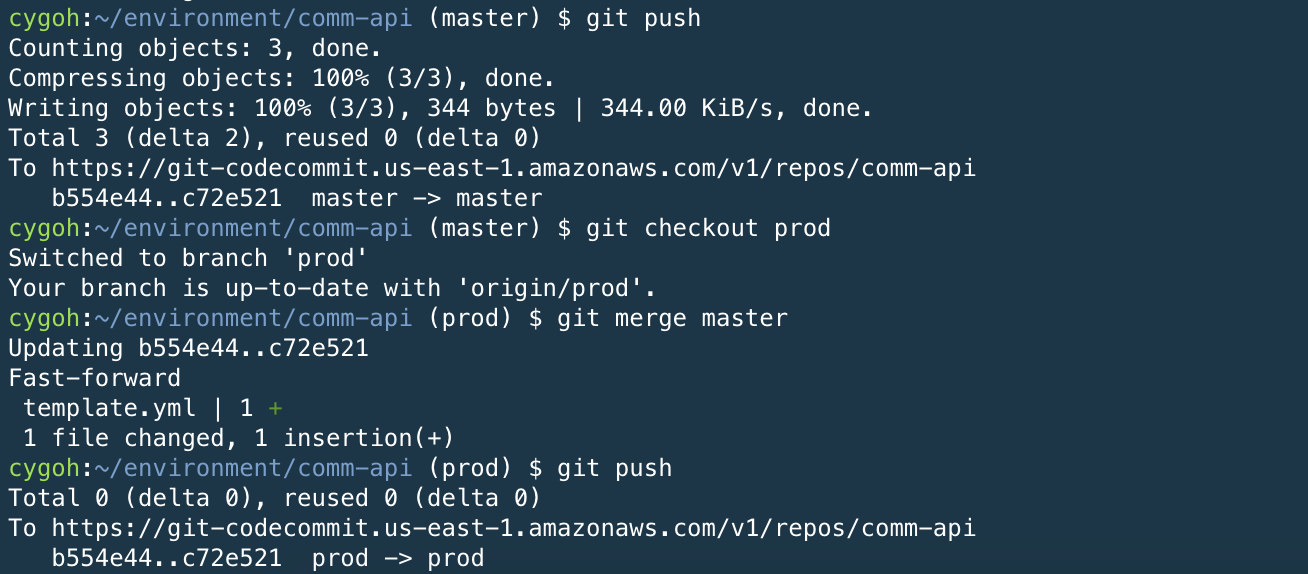 cygoh:~/environment/comm-api (master) $ git push
Counting objects: 3, done.
Compressing objects: 100% (3/3), done.
Writing objects: 100% (3/3), 344 bytes | 344.00 KiB/s, done.
Total 3 (delta 2), reused 0 (delta 0)
To https://git-codecommit.us-east-1.amazonaws.com/v1/repos/comm-api
   b554e44..c72e521  master -> master
cygoh:~/environment/comm-api (master) $ git checkout prod
Switched to branch 'prod'
Your branch is up-to-date with 'origin/prod'.
cygoh:~/environment/comm-api (prod) $ git merge master
Updating b554e44..c72e521
Fast-forward
 template.yml | 1 +
 1 file changed, 1 insertion(+)
cygoh:~/environment/comm-api (prod) $ git push
Total 0 (delta 0), reused 0 (delta 0)
To https://git-codecommit.us-east-1.amazonaws.com/v1/repos/comm-api
   b554e44..c72e521  prod -> prod